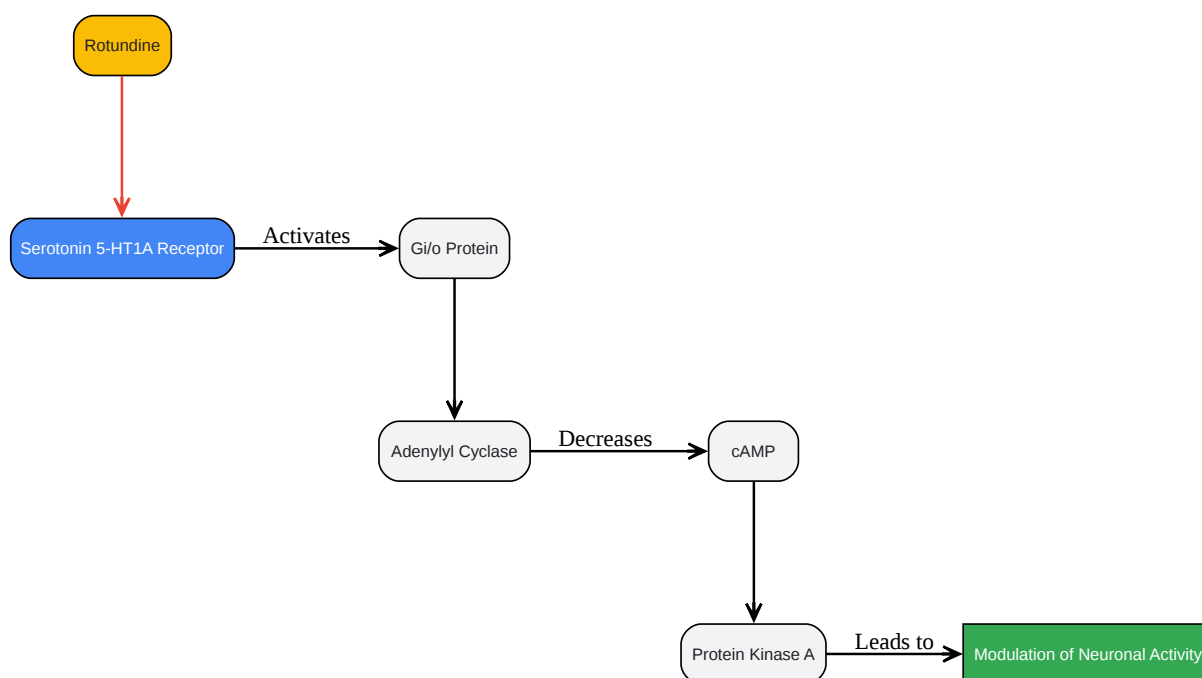 Rotundine
Serotonin 5-HT1A Receptor
Activates
Gi/o Protein
Adenylyl Cyclase
Decreases
cAMP
Protein Kinase A
Leads to
Modulation of Neuronal Activity